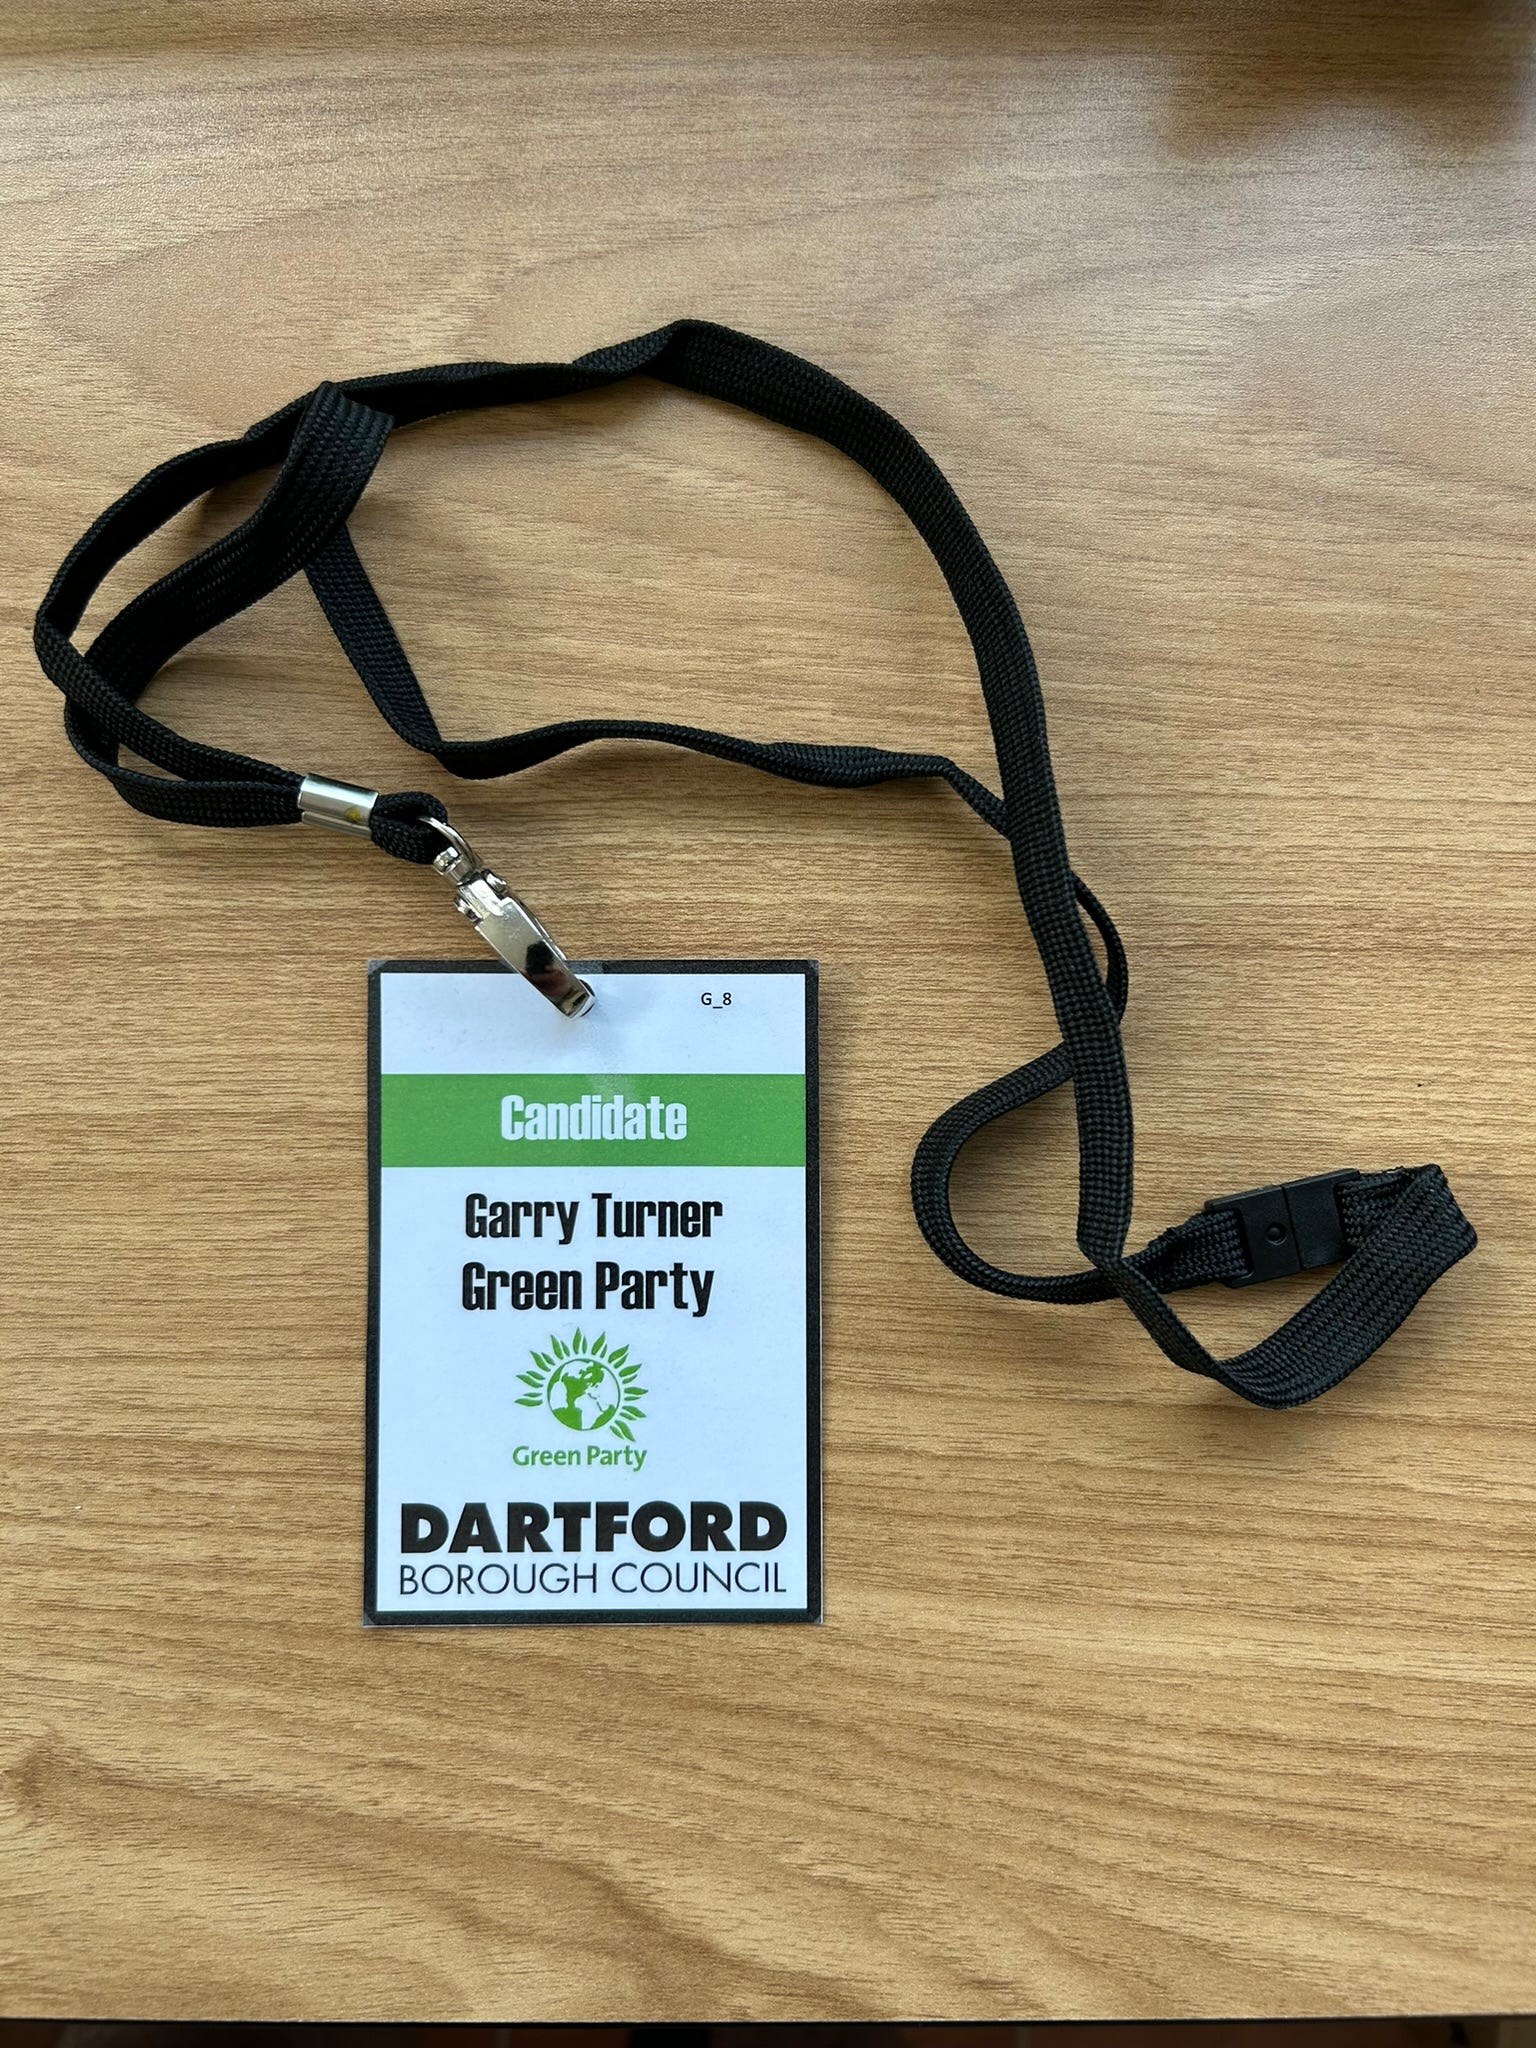 G_8
Candidate
Garry Turner
Green Party
Green Party
DARTFORD
BOROUGH COUNCIL